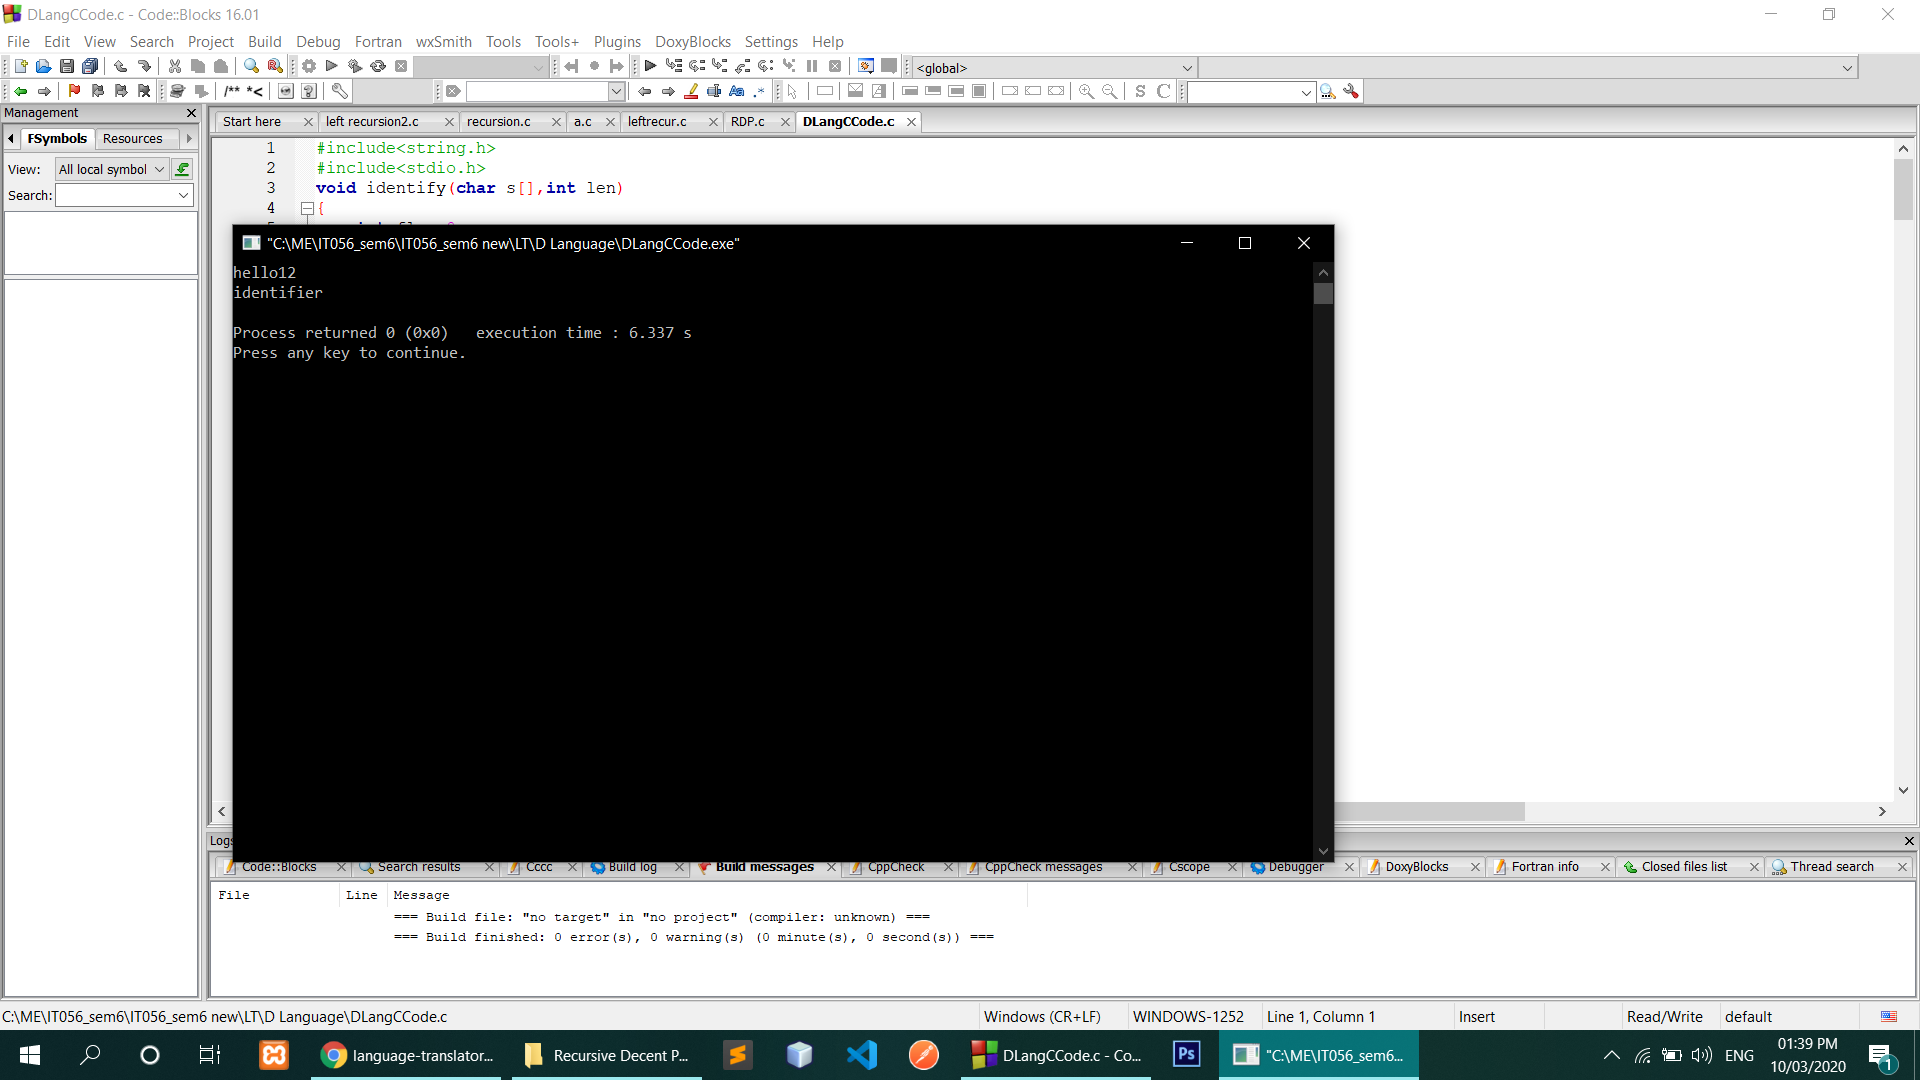 DLangCCode.c - Code::Blocks 16.01
File Edit View Search Project Build Debug Fortran wxSmith Tools Tools+ Plugins DoxyBlocks Settings Help
<global>
/** *< Aa .* S C
Management
FSymbols Resources
View: All local symbol
Search:
Start here left recursion2.c recursion.c a.c leftrecur.c RDP.c DLangCCode.c
1 #include<string.h>
2 #include<stdio.h>
3 void identify(char s[],int len)
4 {
"C:\ME\IT056_sem6\IT056_sem6 new\LT\D Language\DLangCCode.exe"
hello12
identifier
Process returned 0 (0x0) execution time : 6.337 s
Press any key to continue.
Logs
Code::Blocks Search results Cccc Build log Build messages CppCheck CppCheck messages Cscope Debugger DoxyBlocks Fortran info Closed files list Thread search
File Line Message
=== Build file: "no target" in "no project" (compiler: unknown) ===
=== Build finished: 0 error(s), 0 warning(s) (0 minute(s), 0 second(s)) ===
C:\ME\IT056_sem6\IT056_sem6 new\LT\D Language\DLangCCode.c Windows (CR+LF) WINDOWS-1252 Line 1, Column 1 Insert Read/Write default
language-translator... Recursive Decent P... DLangCCode.c - Co... Ps "C:\ME\IT056_sem6... ENG 01:39 PM
10/03/2020
1